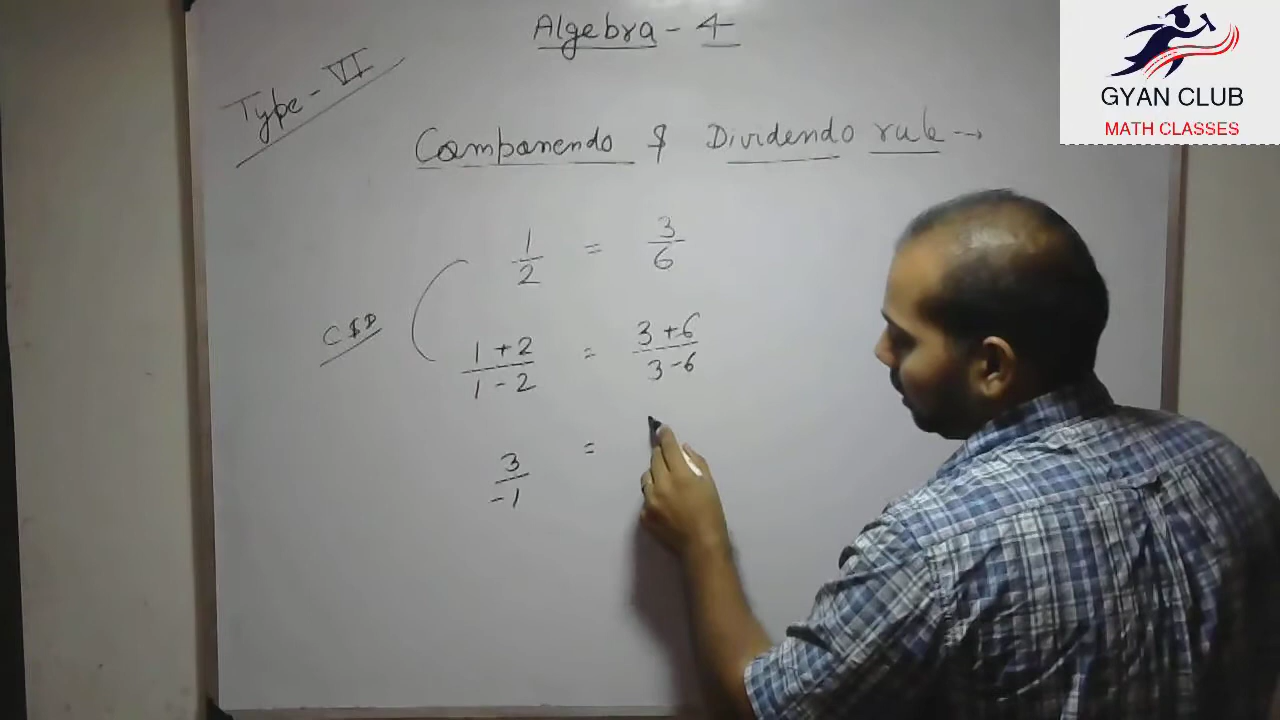 Algebra - 4
GYAN CLUB
MATH CLASSES
Type - VI
Componendo & Dividendo rule →
1/2 = 3/6
C & D
1+2/1-2 = 3+6/3-6
3/-1 =